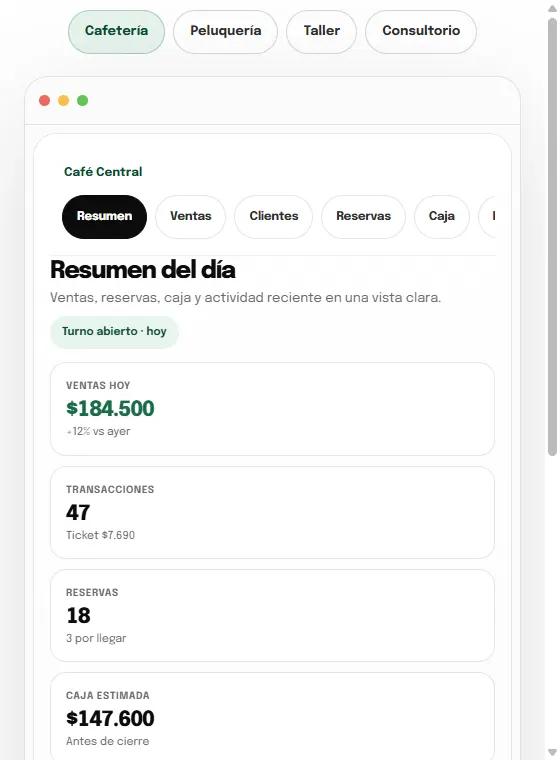 Cafetería Peluquería Taller Consultorio
Café Central
Resumen Ventas Clientes Reservas Caja
Resumen del día
Ventas, reservas, caja y actividad reciente en una vista clara.
Turno abierto · hoy
VENTAS HOY
$184.500
+12% vs ayer
TRANSACCIONES
47
Ticket $7.690
RESERVAS
18
3 por llegar
CAJA ESTIMADA
$147.600
Antes de cierre